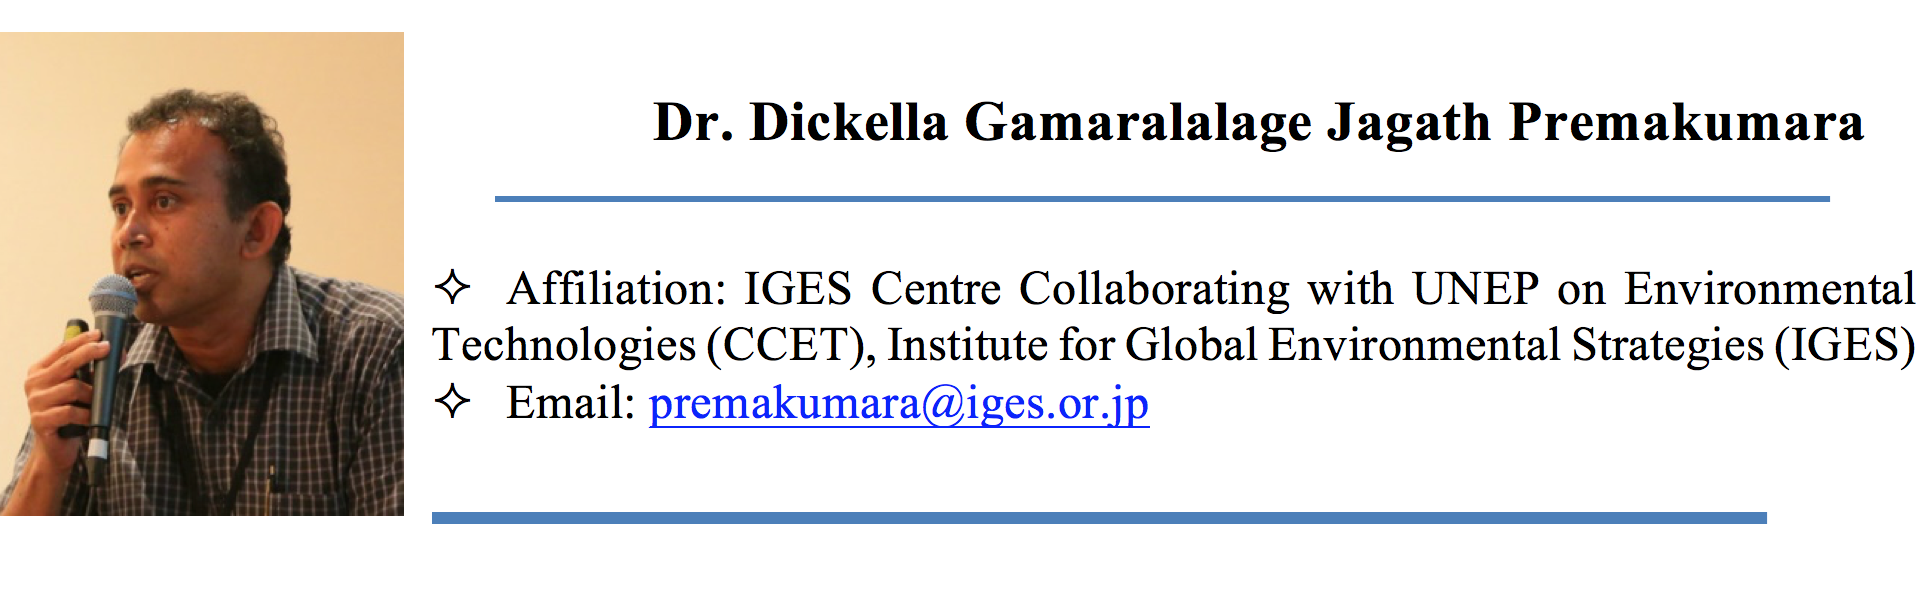 Dr. Dickella Gamaralalage Jagath Premakumara
✧ Affiliation: IGES Centre Collaborating with UNEP on Environmental
Technologies (CCET), Institute for Global Environmental Strategies (IGES)
✧ Email: premakumara@iges.or.jp